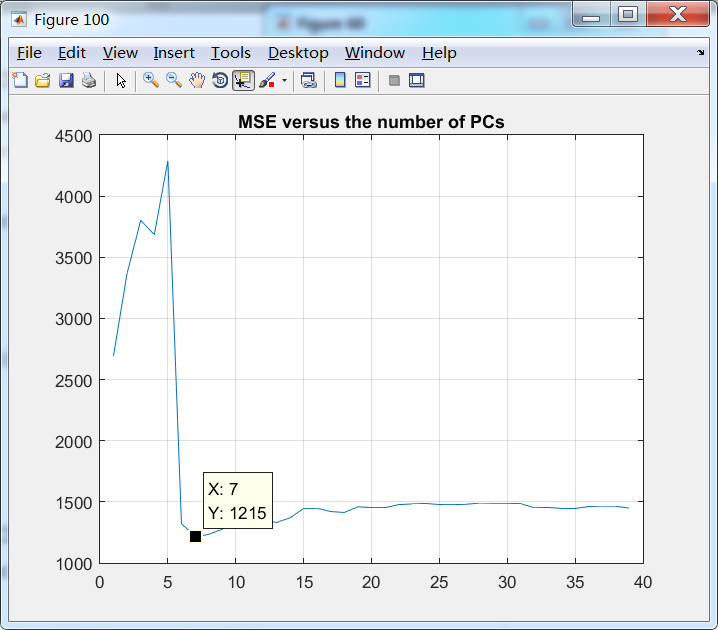 Figure 100
Figure 60
File Edit View Insert Tools Desktop Window Help
MSE versus the number of PCs
4500
4000
3500
3000
2500
2000
1500
1000
X: 7
Y: 1215
0 5 10 15 20 25 30 35 40